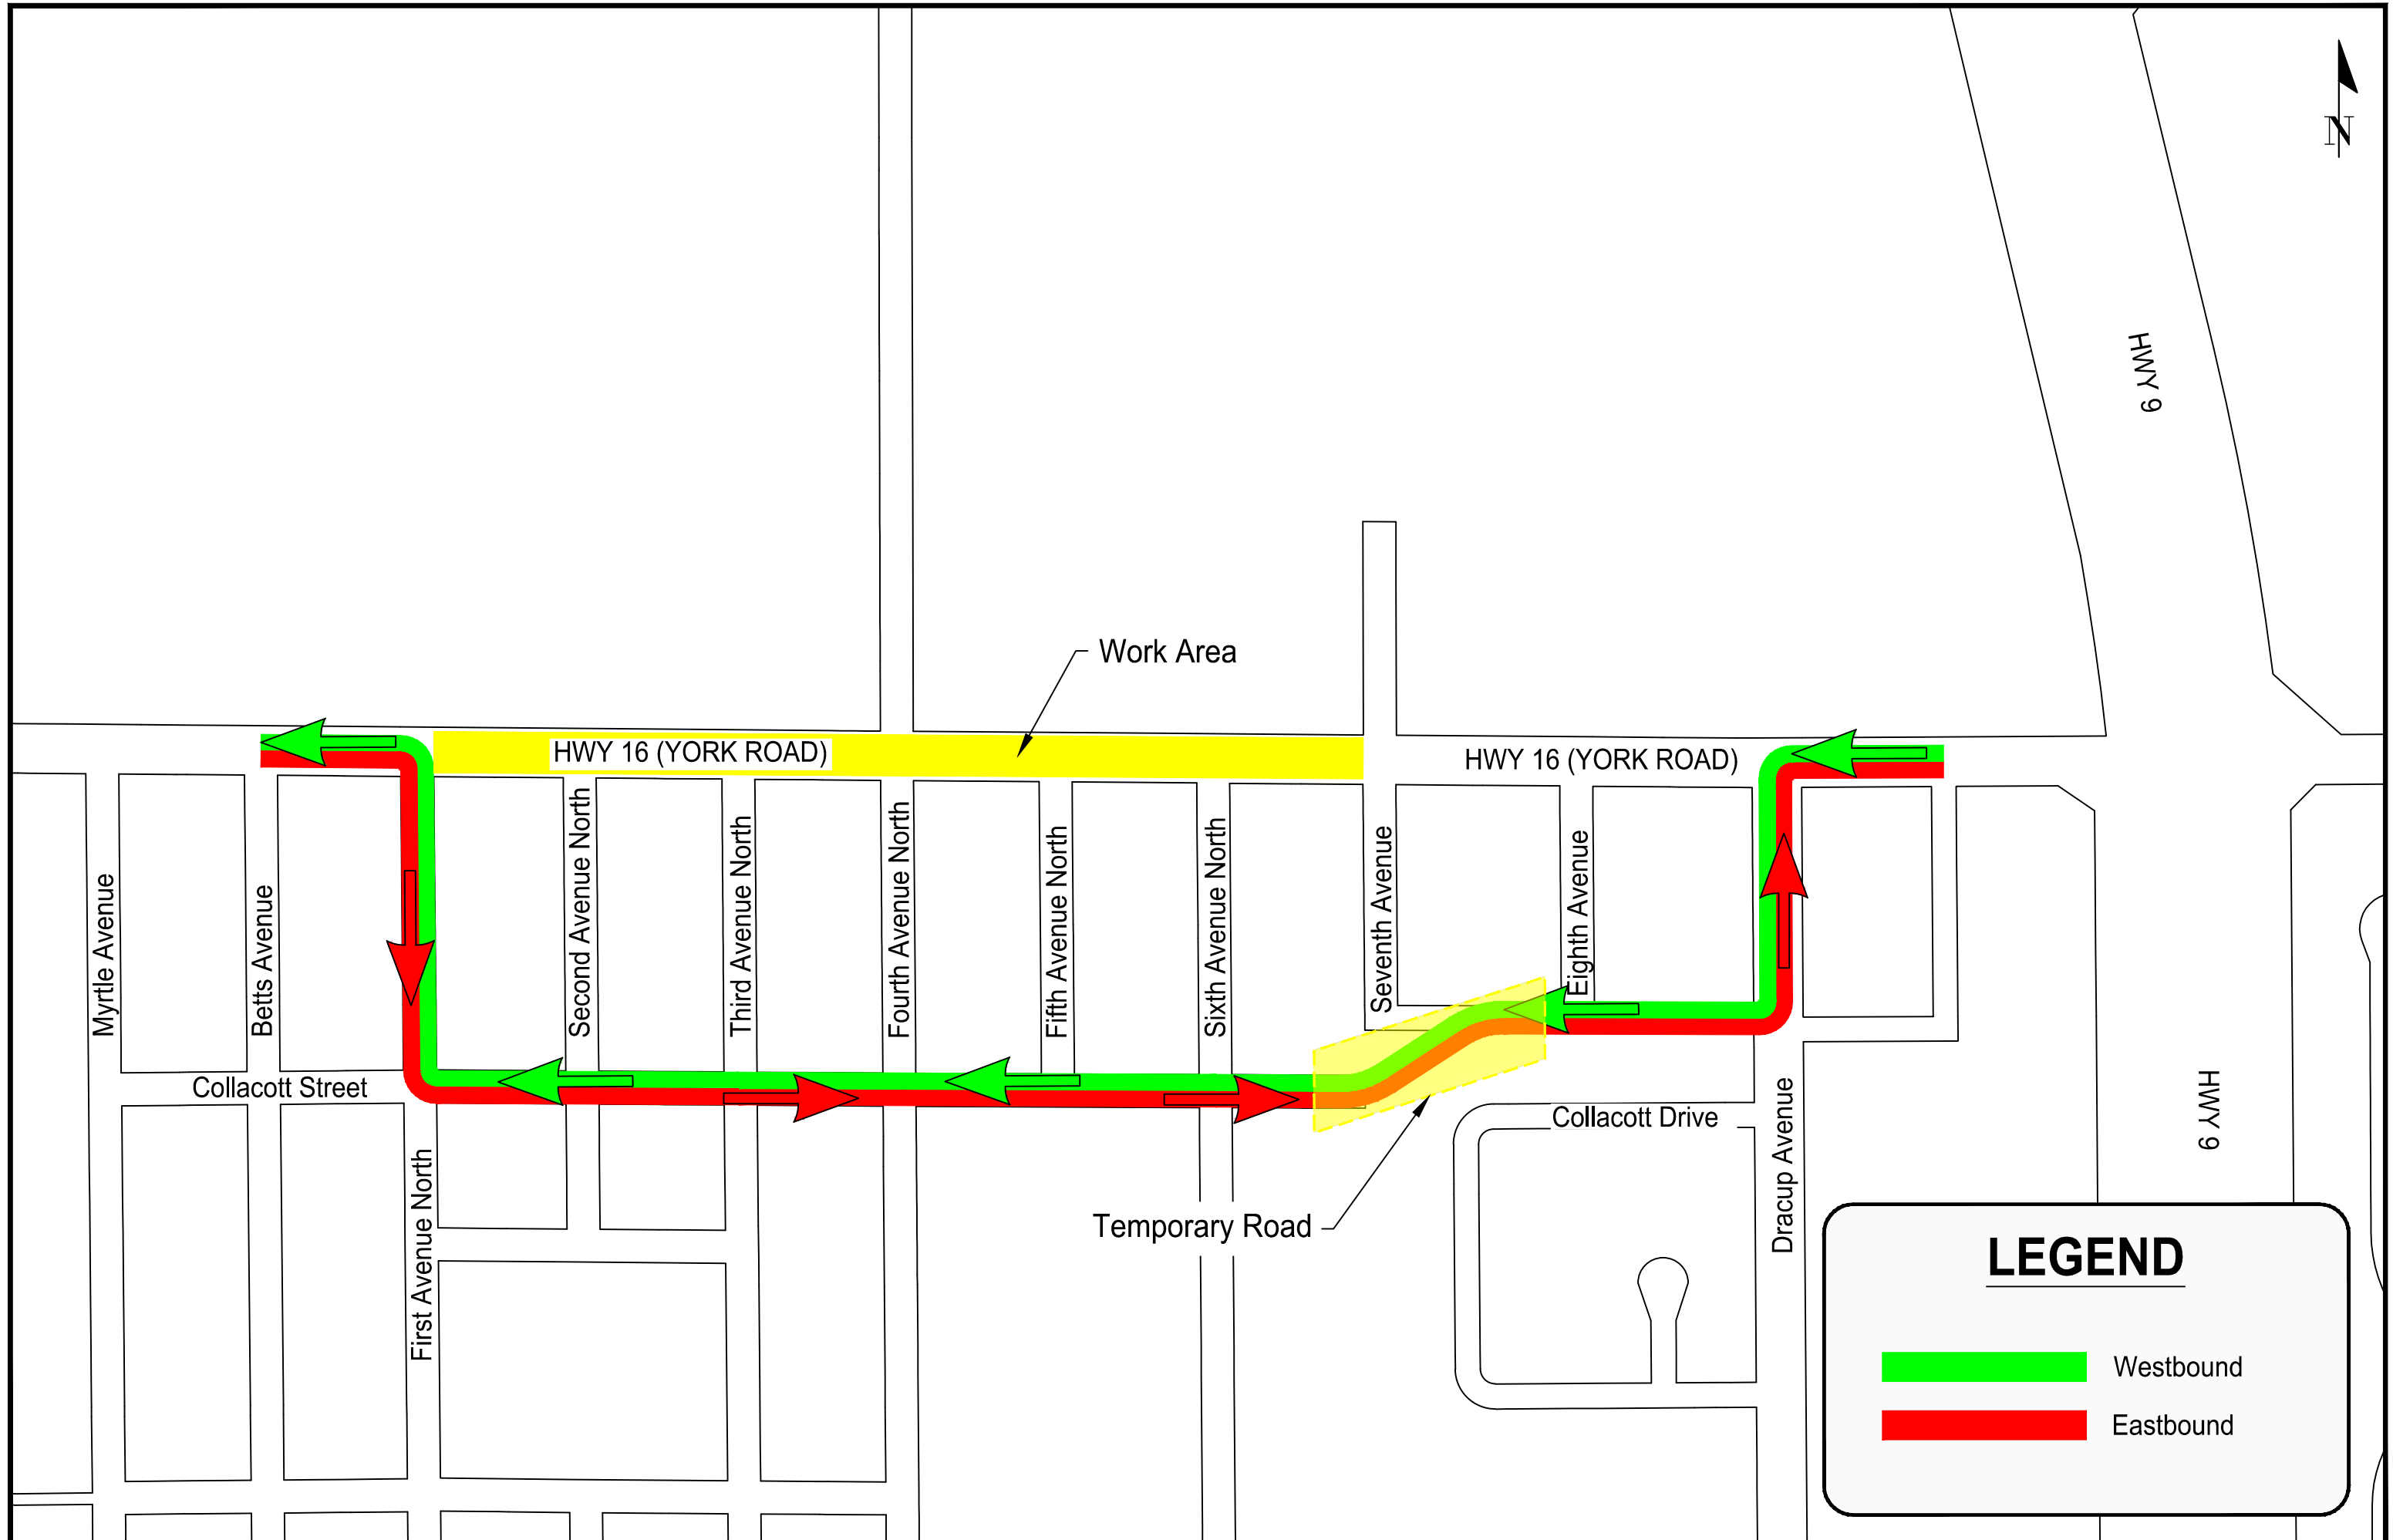 N
HWY 9
Work Area
HWY 16 (YORK ROAD)
HWY 16 (YORK ROAD)
Myrtle Avenue
Betts Avenue
Second Avenue North
Third Avenue North
Fourth Avenue North
Fifth Avenue North
Sixth Avenue North
Seventh Avenue
Eighth Avenue
Collacott Street
Collacott Drive
HWY 9
First Avenue North
Dracup Avenue
Temporary Road
LEGEND
Westbound
Eastbound